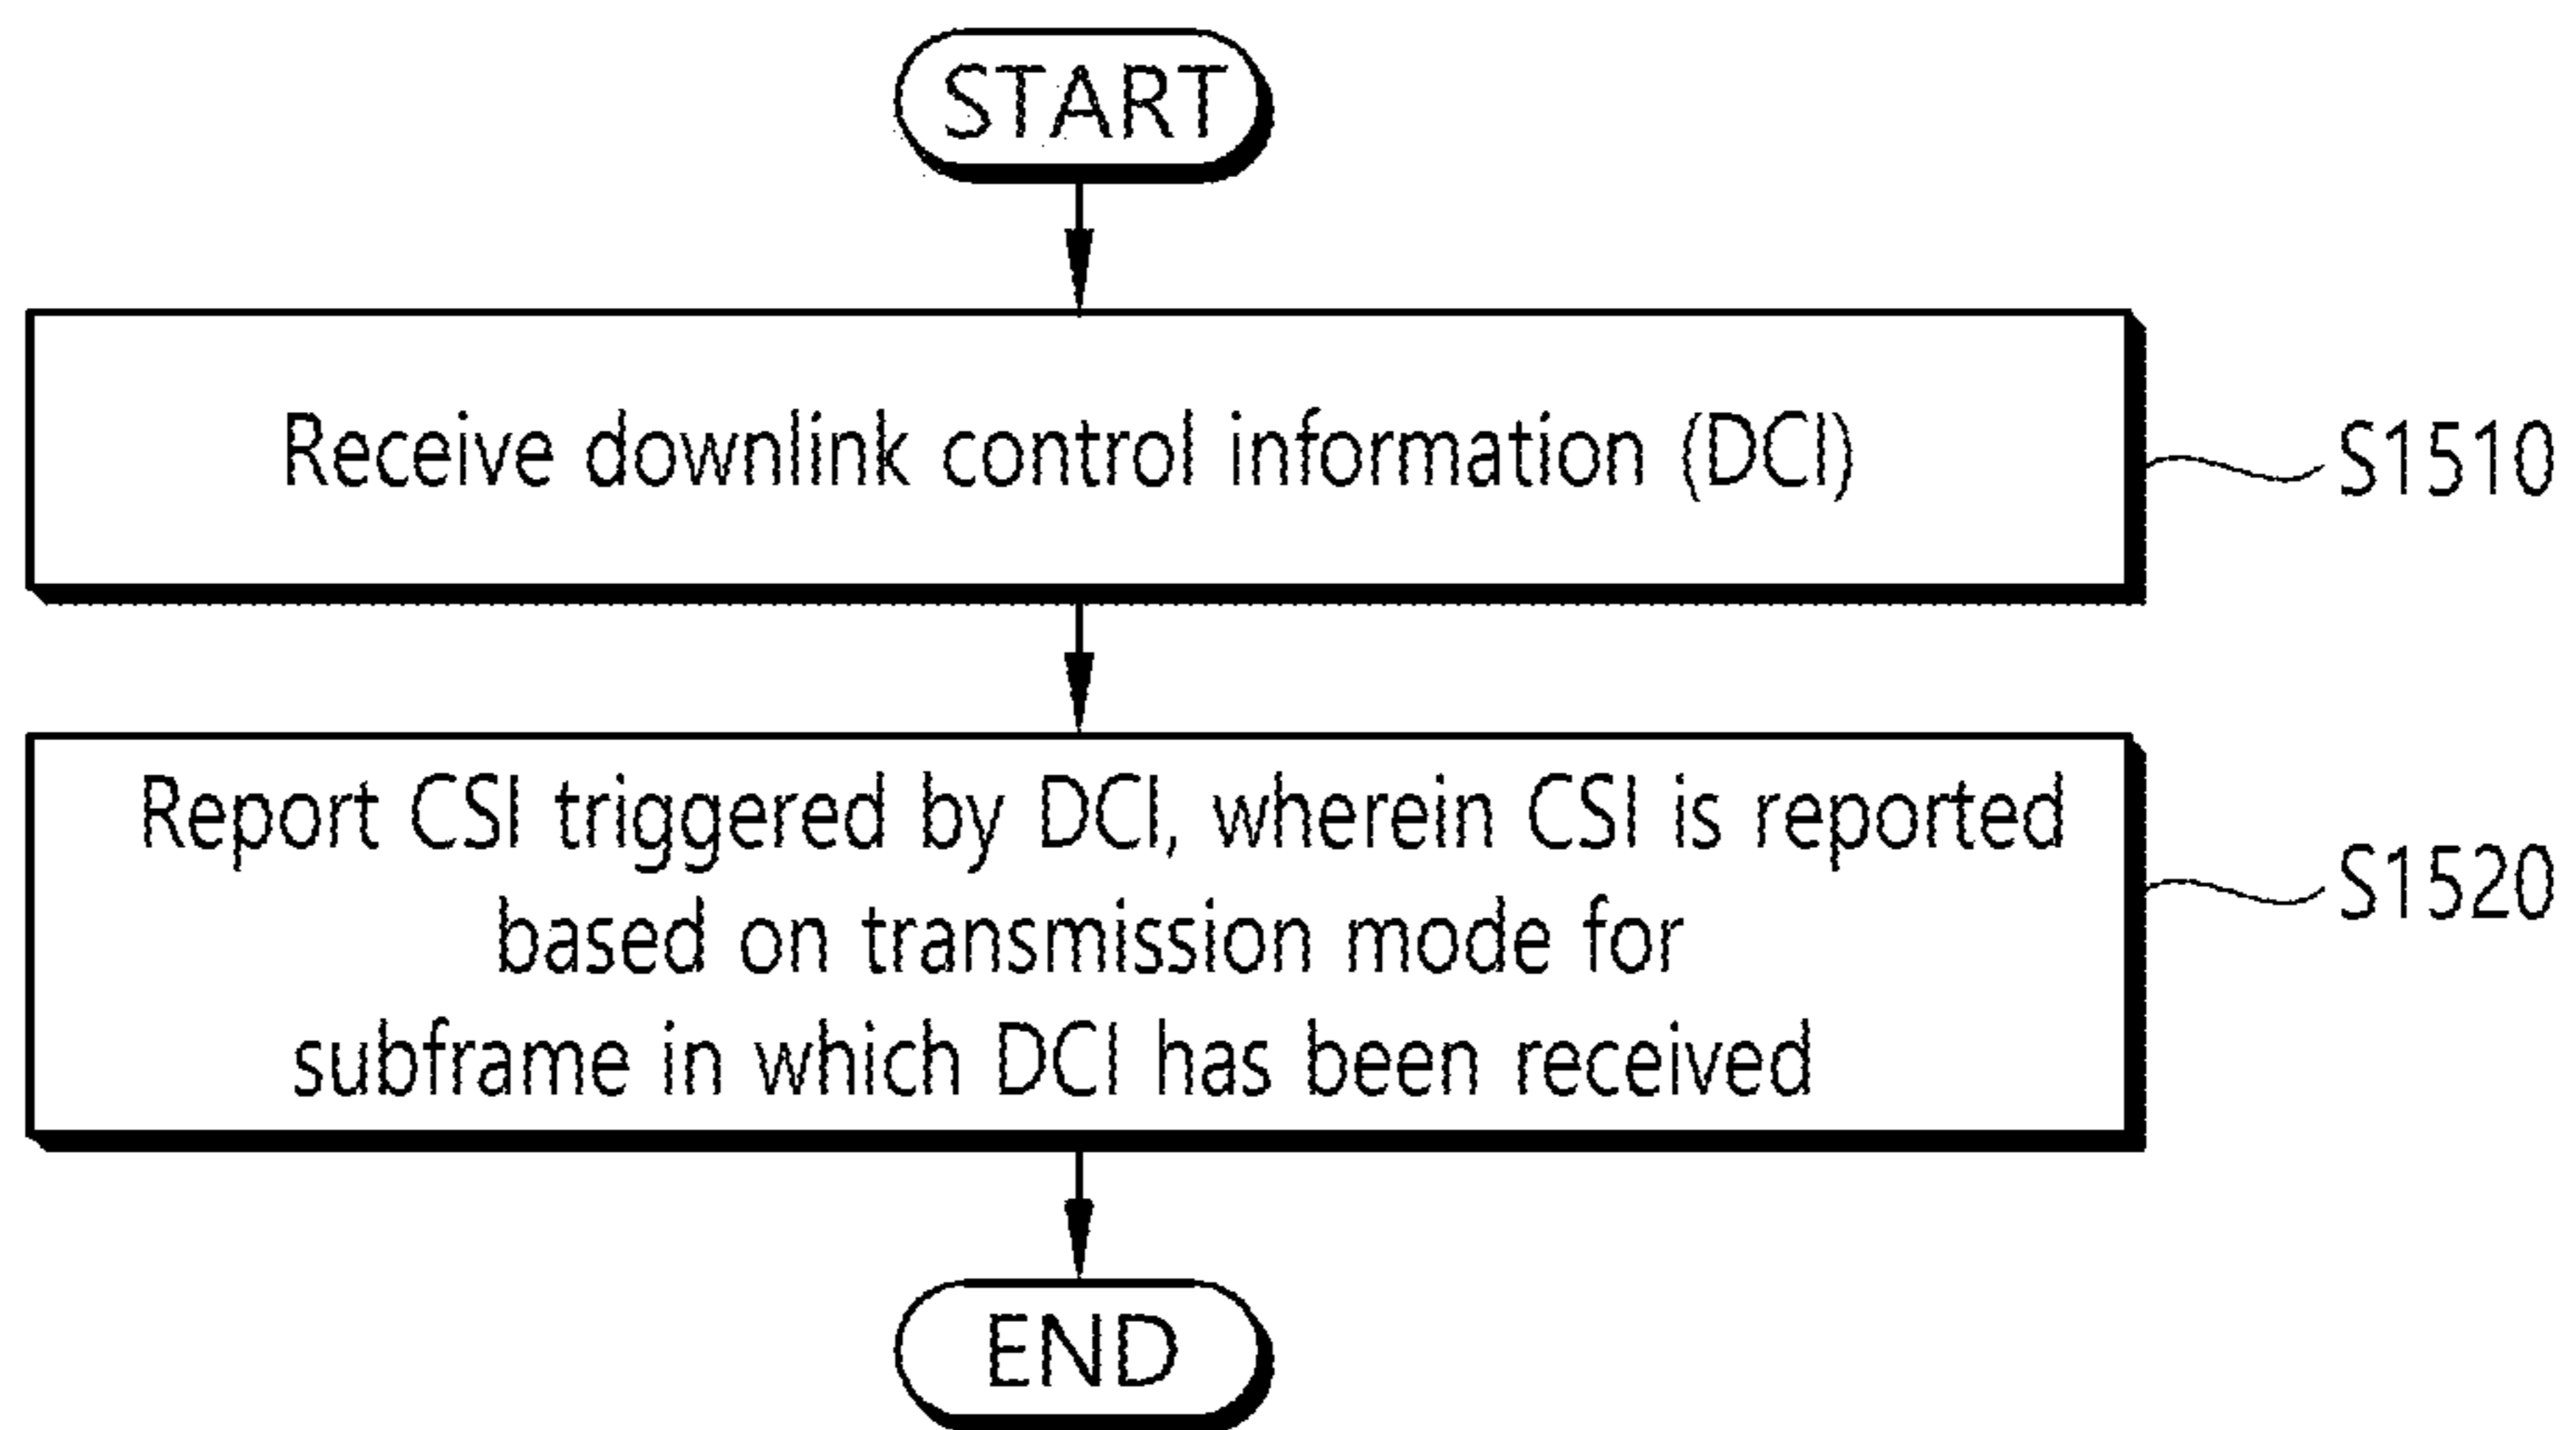 START
Receive downlink control information (DCI)
S1510
Report CSI triggered by DCI, wherein CSI is reported
based on transmission mode for
subframe in which DCI has been received
S1520
END